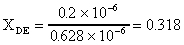 X_DE = (0.2 × 10^-6) / (0.628 × 10^-6) = 0.318